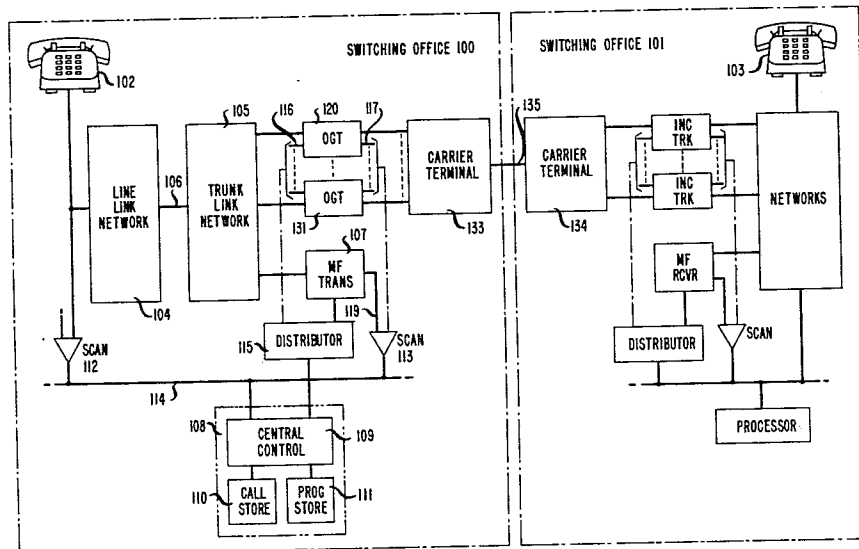 SWITCHING OFFICE 100
SWITCHING OFFICE 101
102
103
105
116
120
117
OGT
135
INC
TRK
LINE
LINK
NETWORK
106
TRUNK
LINK
NETWORK
CARRIER
TERMINAL
CARRIER
TERMINAL
OGT
131
INC
TRK
NETWORKS
133
134
107
MF
TRANS
MF
RCVR
104
119
SCAN
112
115
DISTRIBUTOR
SCAN
113
DISTRIBUTOR
SCAN
114
108
CENTRAL
CONTROL
109
PROCESSOR
110
CALL
STORE
PROG
STORE
111